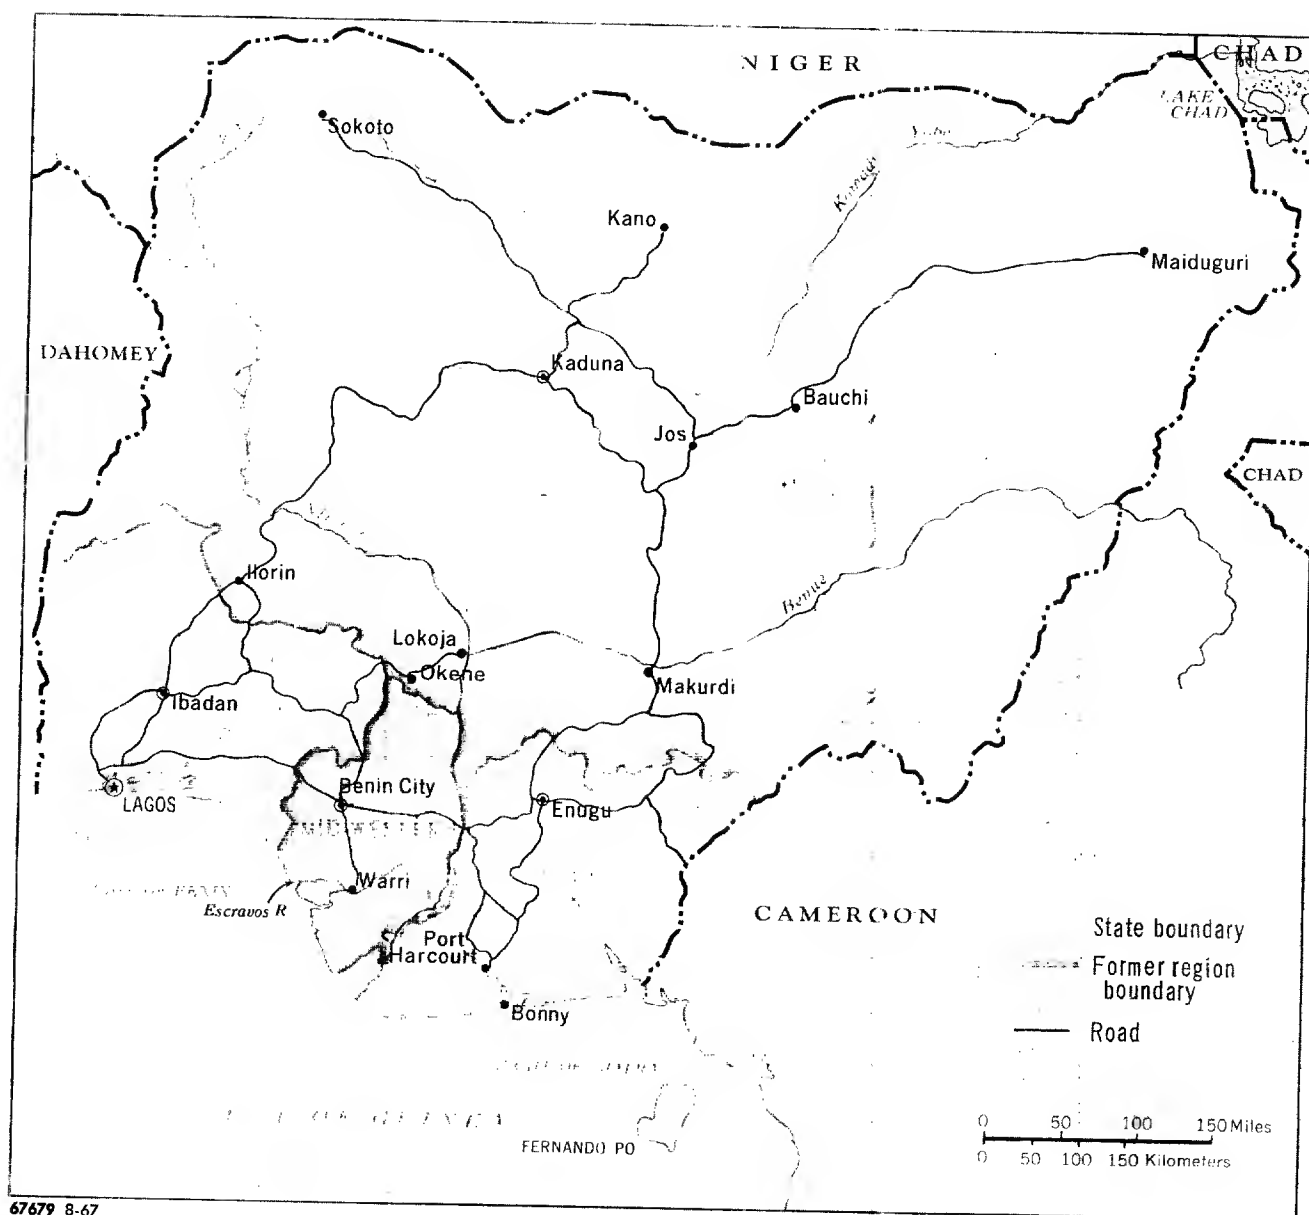 NIGER
CHAD
LAKE
CHAD
Sokoto
Yobe
Kano
Maiduguri
DAHOMEY
Kaduna
Bauchi
Jos
CHAD
Ilorin
Benue
Lokoja
Okene
Makurdi
Ibadan
Benin City
LAGOS
Enugu
Warri
Escravos R
CAMEROON
Port
Harcourt
State boundary
Former region
boundary
Bonny
Road
FERNANDO PO
0 50 100 150 Miles
0 50 100 150 Kilometers
67679 8-67